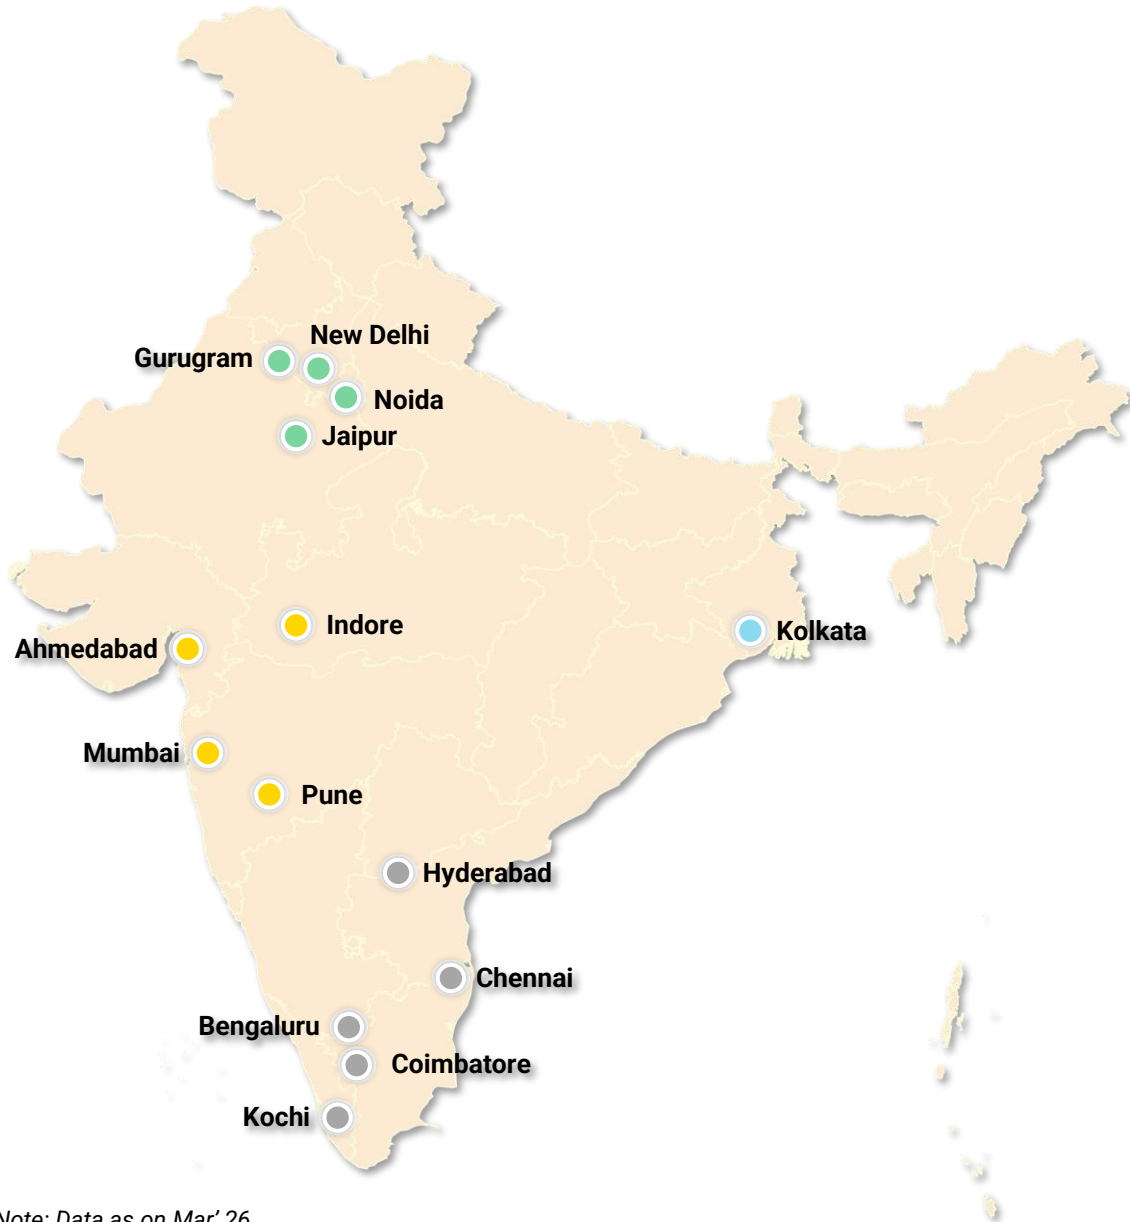 New Delhi
Gurugram
Noida
Jaipur
Indore
Kolkata
Ahmedabad
Mumbai
Pune
Hyderabad
Chennai
Bengaluru
Coimbatore
Kochi
Note: Data as on Mar' 26